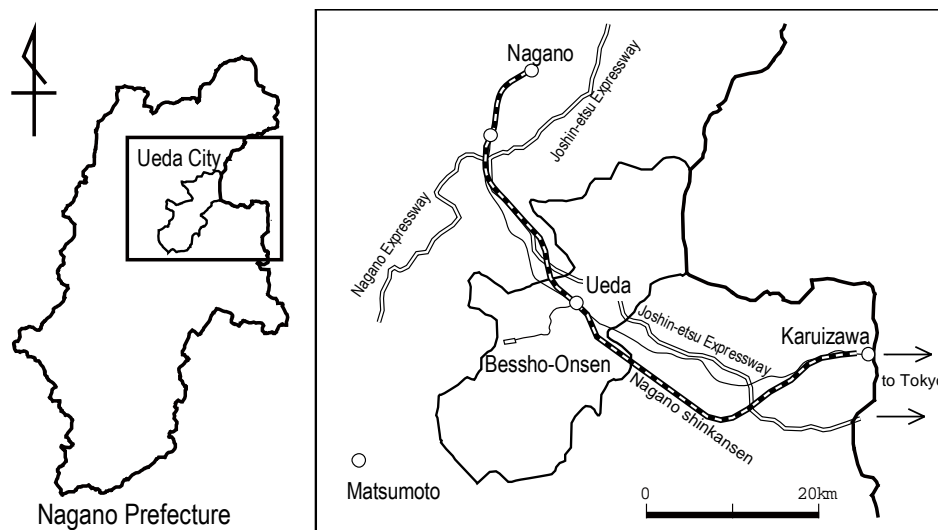 Ueda City
Nagano Prefecture
Nagano
Joshin-etsu Expressway
Nagano Expressway
Ueda
Joshin-etsu Expressway
Karuizawa
to Tokyo
Bessho-Onsen
Nagano shinkansen
Matsumoto
0 20km